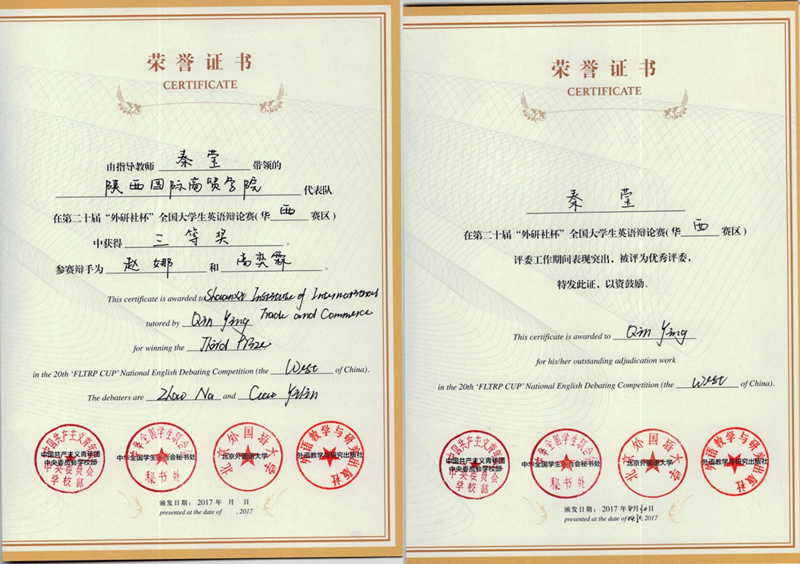 荣誉证书
CERTIFICATE
由指导教师 秦莹 带领的
陕西国际商贸学院 代表队
在第二十届“外研社杯”全国大学生英语辩论赛(华 西 赛区)
中获得 三等奖 。
参赛辩手为 赵娜 和 高奕霖 。
This certificate is awarded to Shaanxi Institute of International
tutored by Qin Ying Trade and Commerce
for winning the Third Prize
in the 20th ‘FLTRP CUP’ National English Debating Competition (the West of China).
The debaters are Zhao Na and
中国共产主义青年团
中央委员会学校部
中华全国学生联合会秘书处
北京外国语大学
外语教学与研究出版社
颁发日期:2017 年 月 日
presented at the date of , 2017
荣誉证书
CERTIFICATE
秦莹
在第二十届“外研社杯”全国大学生英语辩论赛(华 西 赛区)
评委工作期间表现突出,被评为优秀评委,
特发此证,以资鼓励。
This certificate is awarded to Qin Ying
for his/her outstanding adjudication work
in the 20th ‘FLTRP CUP’ National English Debating Competition (the West of China).
中国共产主义青年团
中央委员会学校部
中华全国学生联合会秘书处
北京外国语大学
外语教学与研究出版社
颁发日期:2017 年 月30日
presented at the date of , 2017